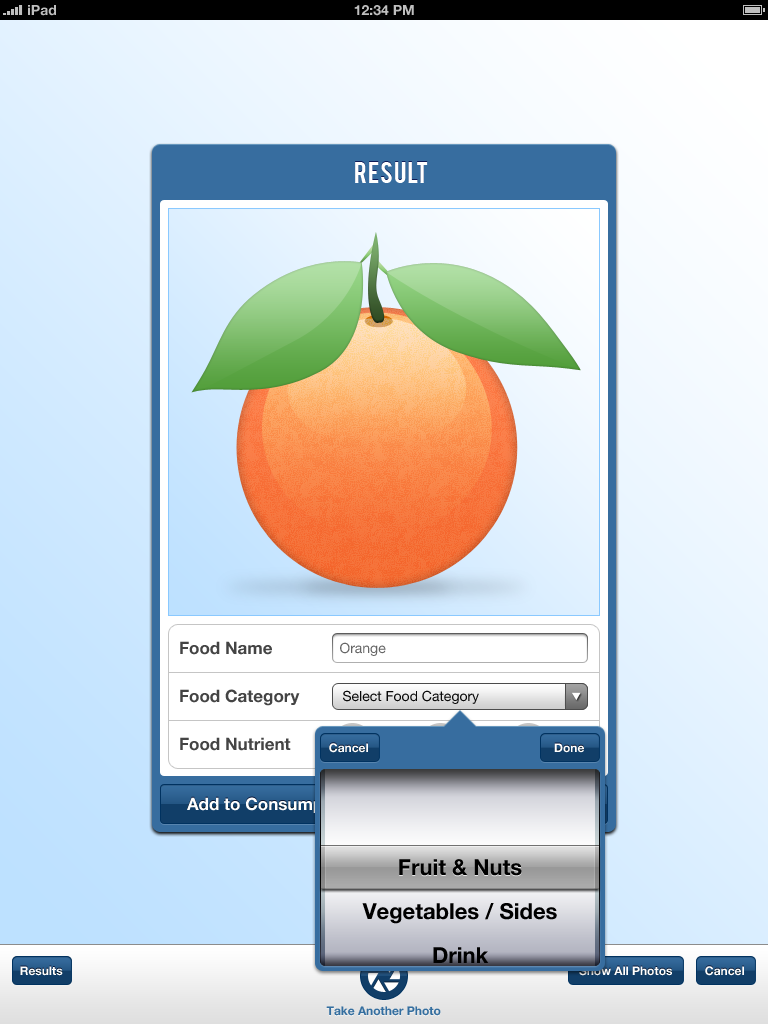 iPad
12:34 PM
RESULT
Food Name
Orange
Food Category
Select Food Category
Food Nutrient
Cancel
Done
Add to Consum
Fruit & Nuts
Vegetables / Sides
Drink
Results
Show All Photos
Cancel
Take Another Photo